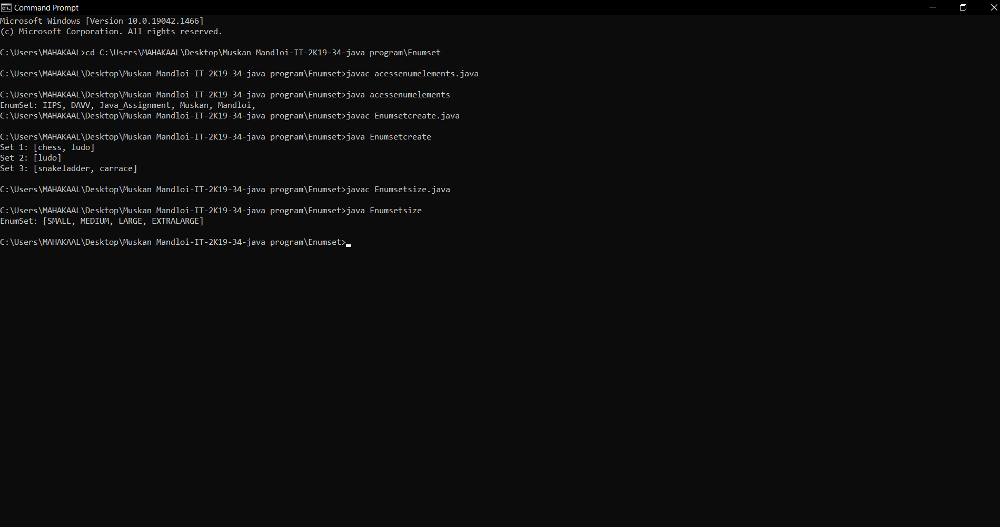 Command Prompt
Microsoft Windows [Version 10.0.19042.1466]
(c) Microsoft Corporation. All rights reserved.
C:\Users\MAHAKAAL>cd C:\Users\MAHAKAAL\Desktop\Muskan Mandloi-IT-2K19-34-java program\Enumset
C:\Users\MAHAKAAL\Desktop\Muskan Mandloi-IT-2K19-34-java program\Enumset>javac acessenumelements.java
C:\Users\MAHAKAAL\Desktop\Muskan Mandloi-IT-2K19-34-java program\Enumset>java acessenumelements
EnumSet: IIPS, DAVV, Java_Assignment, Muskan, Mandloi,
C:\Users\MAHAKAAL\Desktop\Muskan Mandloi-IT-2K19-34-java program\Enumset>javac Enumsetcreate.java
C:\Users\MAHAKAAL\Desktop\Muskan Mandloi-IT-2K19-34-java program\Enumset>java Enumsetcreate
Set 1: [chess, ludo]
Set 2: [ludo]
Set 3: [snakeladder, carrace]
C:\Users\MAHAKAAL\Desktop\Muskan Mandloi-IT-2K19-34-java program\Enumset>javac Enumsetsize.java
C:\Users\MAHAKAAL\Desktop\Muskan Mandloi-IT-2K19-34-java program\Enumset>java Enumsetsize
EnumSet: [SMALL, MEDIUM, LARGE, EXTRALARGE]
C:\Users\MAHAKAAL\Desktop\Muskan Mandloi-IT-2K19-34-java program\Enumset>